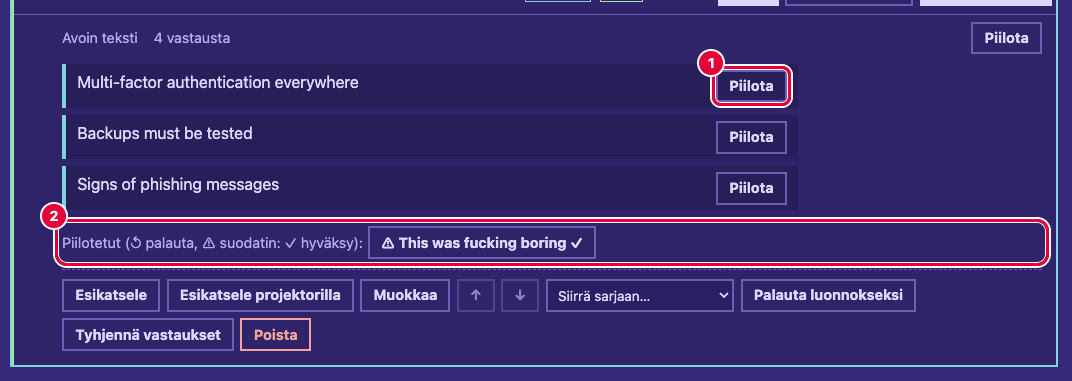 Avoin teksti 4 vastausta Piilota
1
Multi-factor authentication everywhere Piilota
Backups must be tested Piilota
Signs of phishing messages Piilota
2
Piilotetut (↺ palauta, ⚠ suodatin: ✓ hyväksy): ⚠ This was fucking boring ✓
Esikatsele Esikatsele projektorilla Muokkaa ↑ ↓ Siirrä sarjaan... Palauta luonnokseksi
Tyhjennä vastaukset Poista